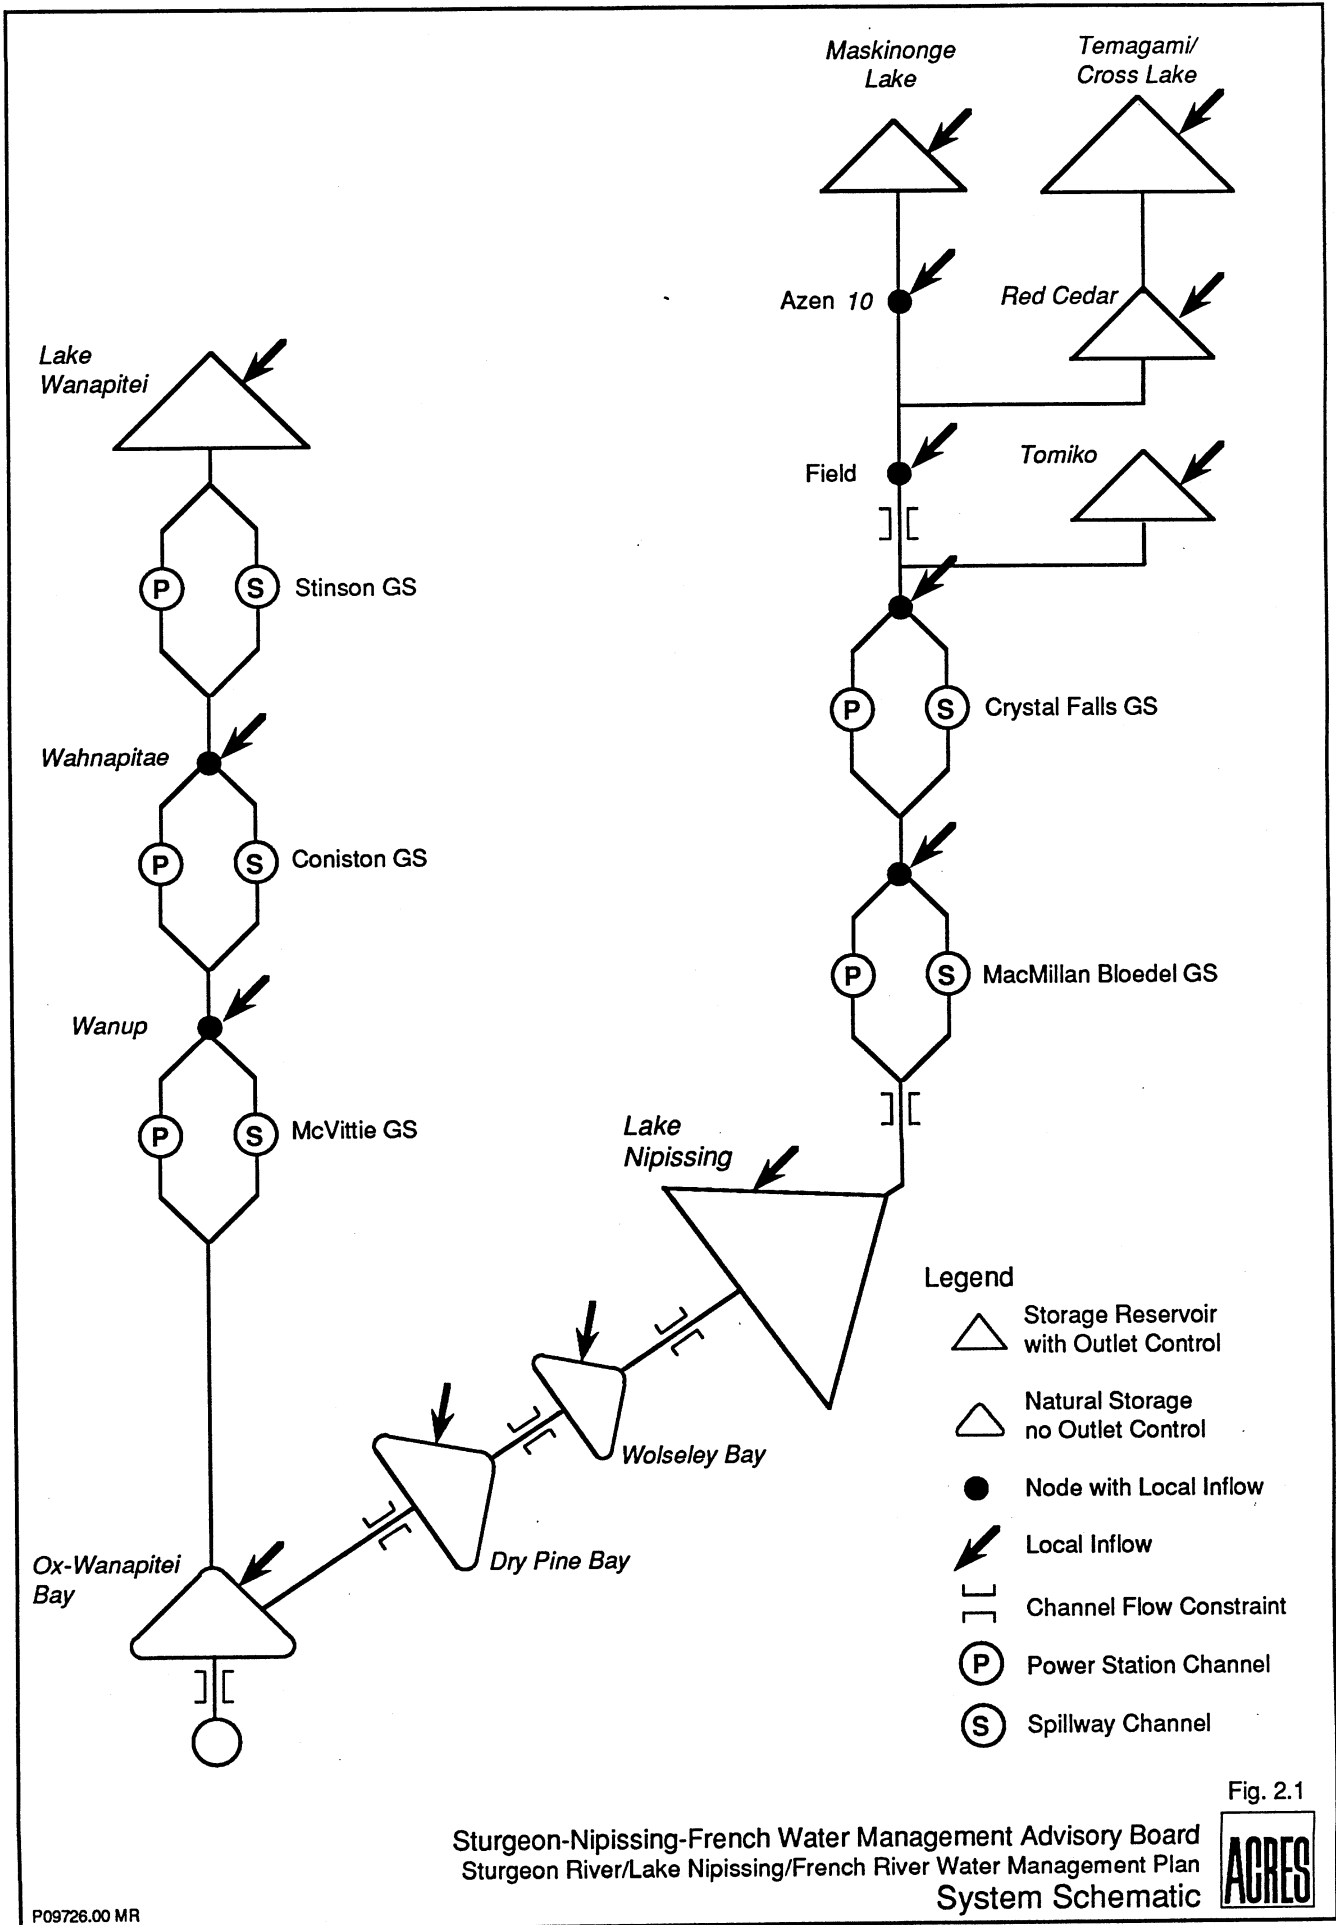 Maskinonge
Lake
Temagami/
Cross Lake
Azen 10
Red Cedar
Lake
Wanapitei
Field
Tomiko
P
S
Stinson GS
P
S
Crystal Falls GS
Wahnapitae
P
S
Coniston GS
P
S
MacMillan Bloedel GS
Wanup
P
S
McVittie GS
Lake
Nipissing
Wolseley Bay
Dry Pine Bay
Ox-Wanapitei
Bay
Legend
Storage Reservoir
with Outlet Control
Natural Storage
no Outlet Control
Node with Local Inflow
Local Inflow
Channel Flow Constraint
P
Power Station Channel
S
Spillway Channel
Fig. 2.1
Sturgeon-Nipissing-French Water Management Advisory Board
Sturgeon River/Lake Nipissing/French River Water Management Plan
System Schematic
ACRES
P09726.00 MR